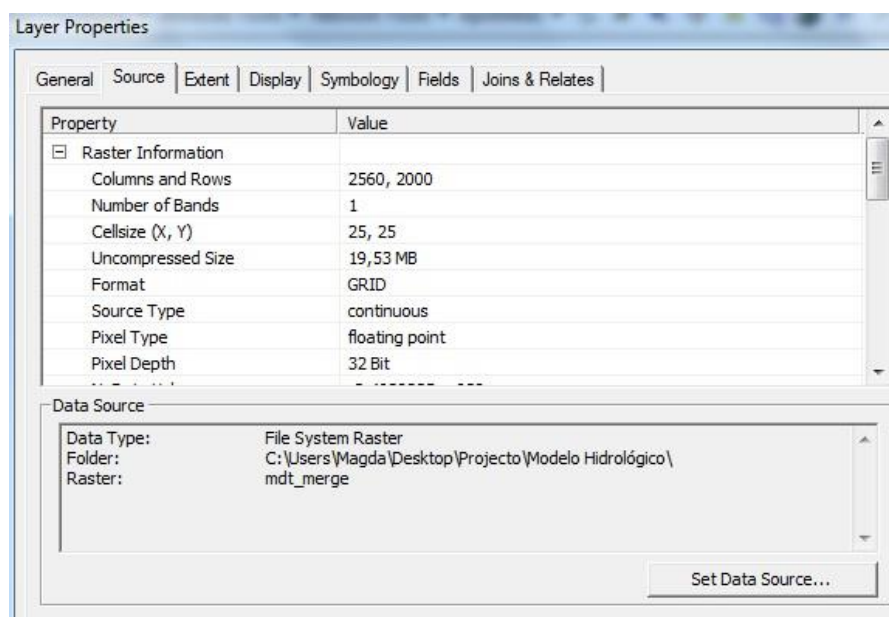 Layer Properties
General Source Extent Display Symbology Fields Joins & Relates
Property Value
Raster Information
Columns and Rows 2560, 2000
Number of Bands 1
Cellsize (X, Y) 25, 25
Uncompressed Size 19,53 MB
Format GRID
Source Type continuous
Pixel Type floating point
Pixel Depth 32 Bit
Data Source
Data Type: File System Raster
Folder: C:\Users\Magda\Desktop\Projecto\Modelo Hidrológico\
Raster: mdt_merge
Set Data Source...